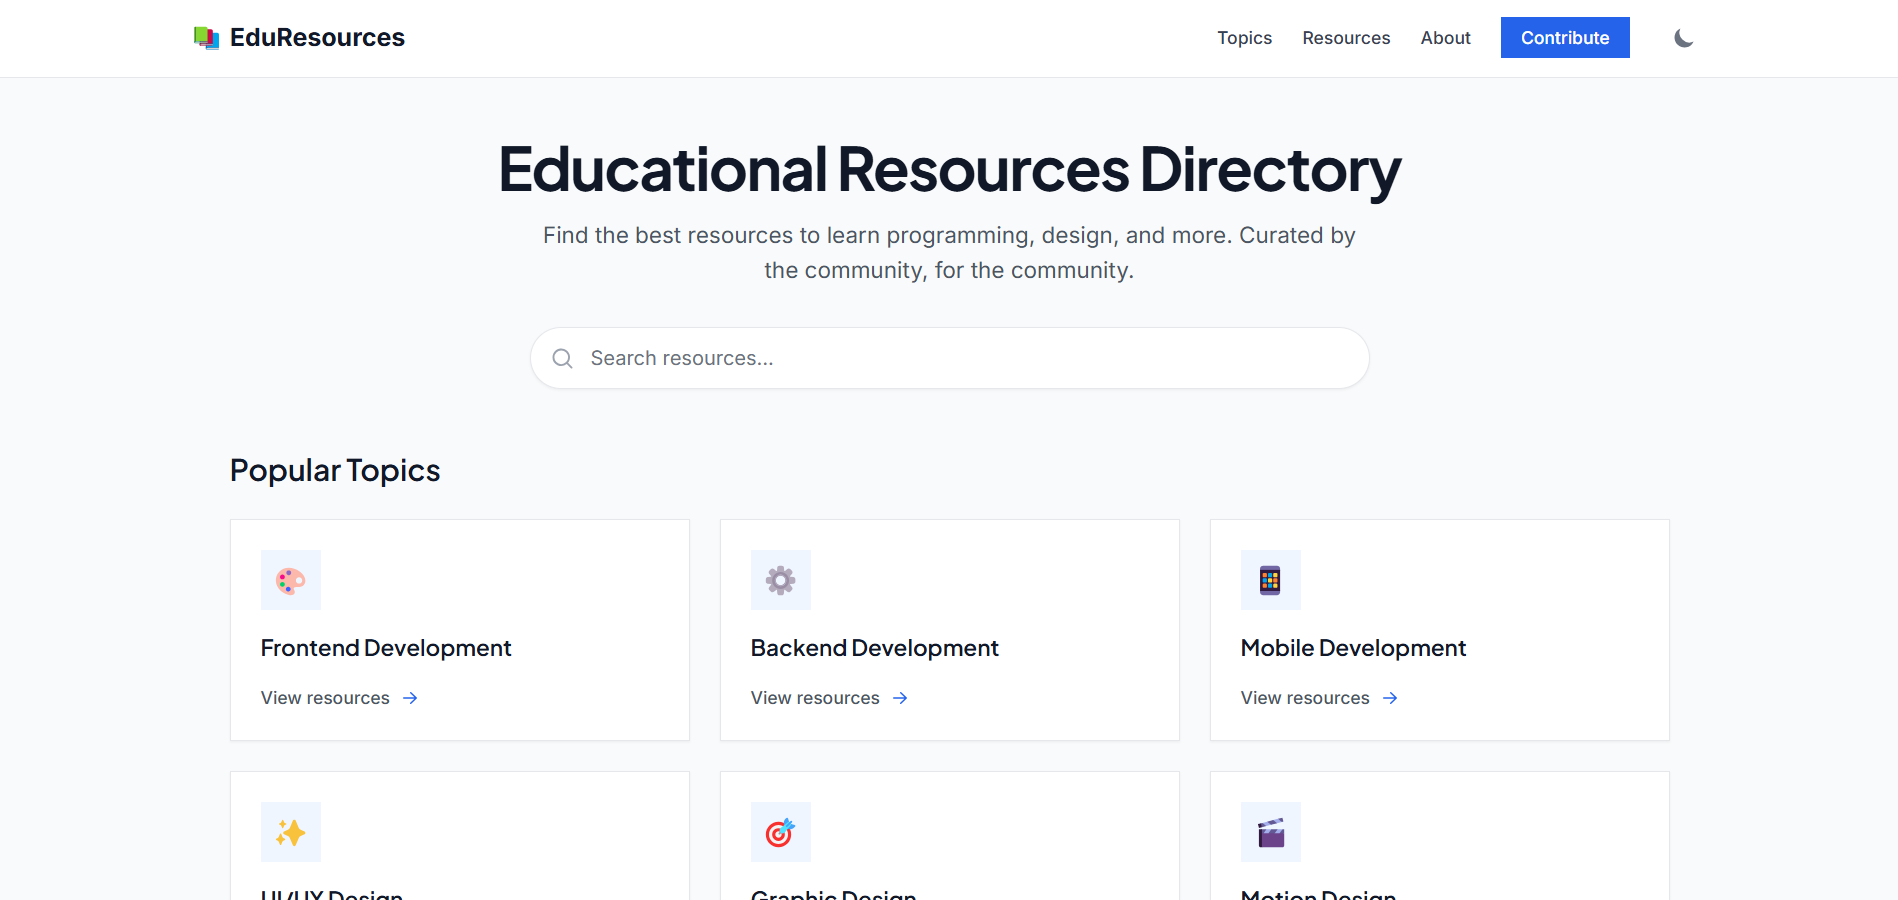 EduResources
Topics
Resources
About
Contribute
Educational Resources Directory
Find the best resources to learn programming, design, and more. Curated by
the community, for the community.
Search resources...
Popular Topics
Frontend Development
View resources
Backend Development
View resources
Mobile Development
View resources
UI/UX Design
Graphic Design
Motion Design